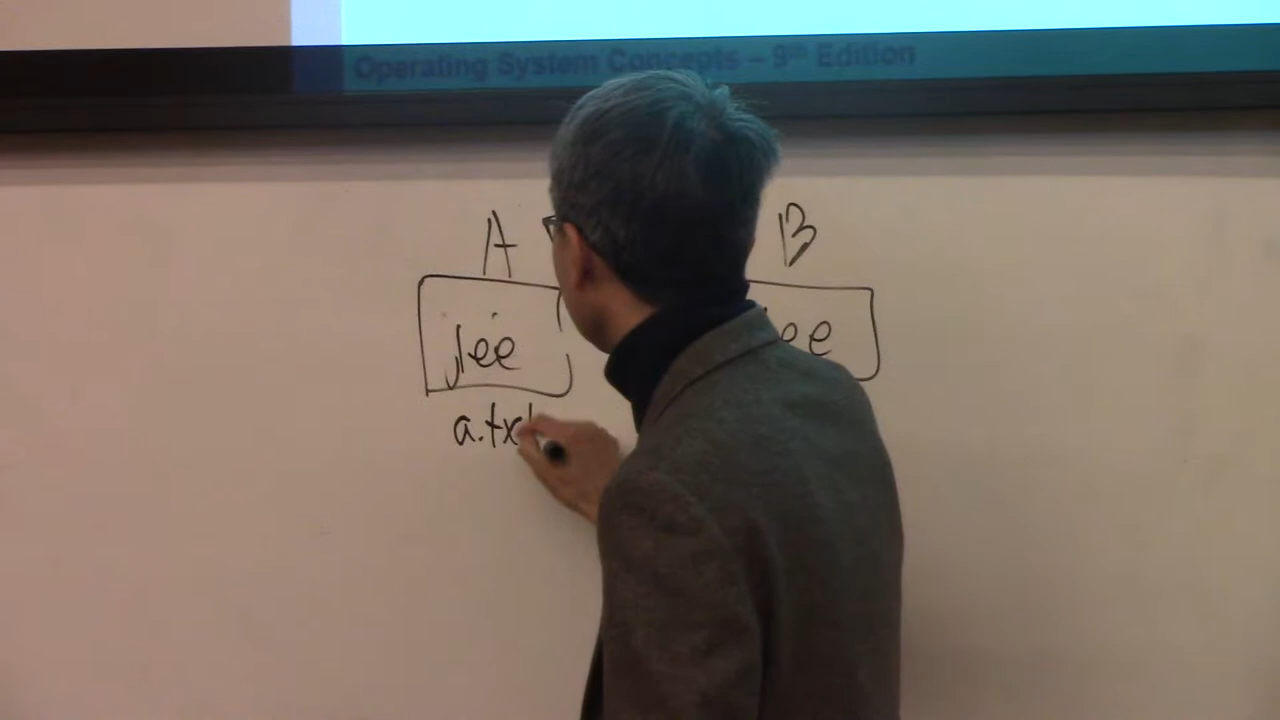 Operating System Concepts – 9th Edition
A
B
lee
ee
a.txt